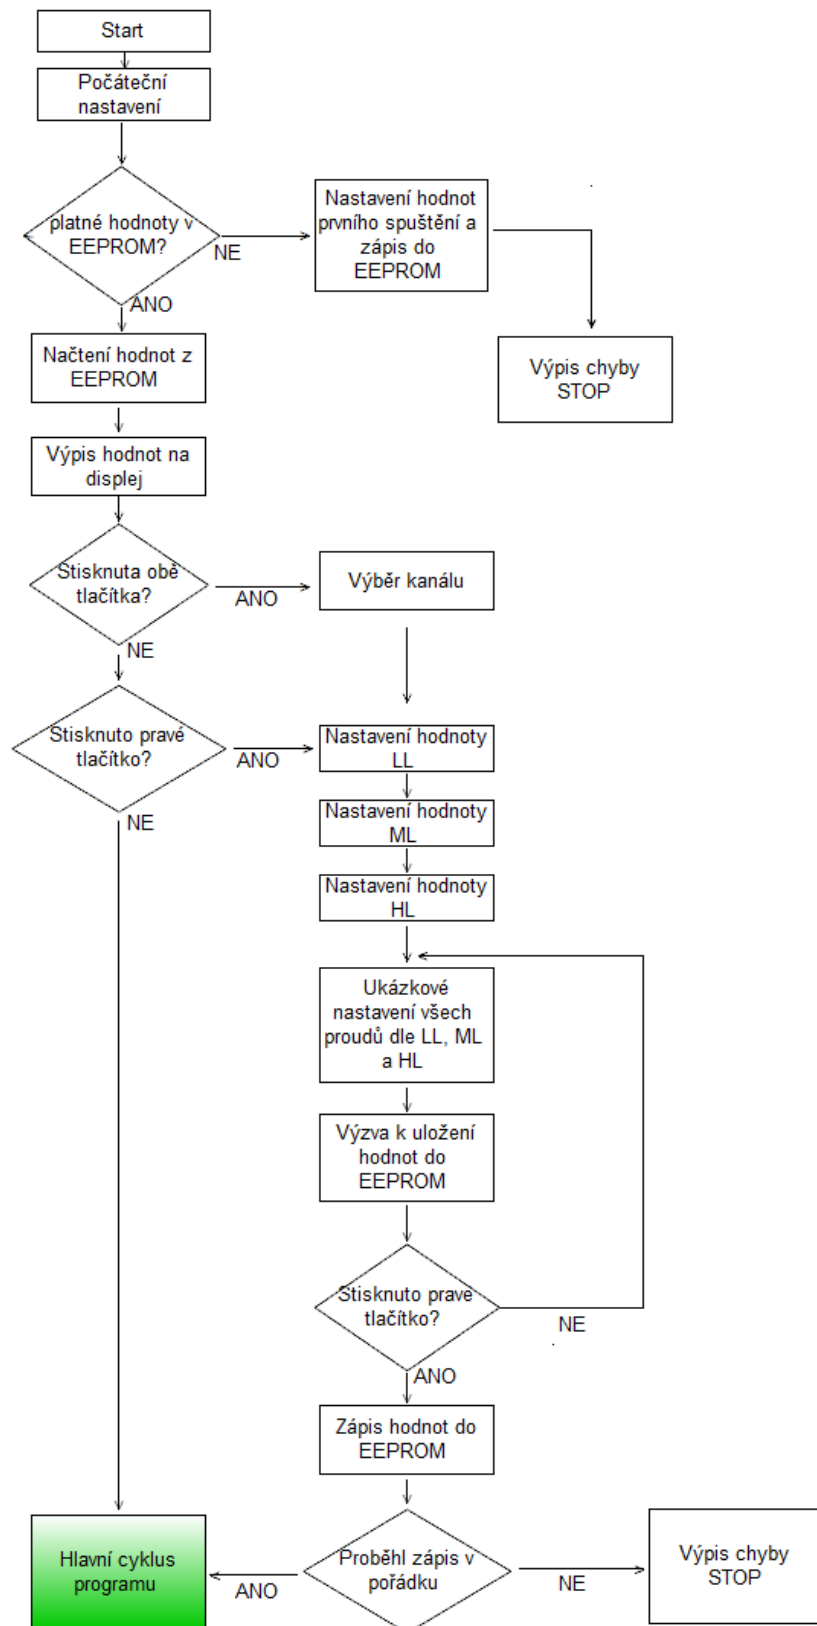 Start
Počáteční
nastavení
platné hodnoty v
EEPROM?
NE
Nastavení hodnot
prvního spuštění a
zápis do
EEPROM
ANO
Načtení hodnot z
EEPROM
Výpis chyby
STOP
Výpis hodnot na
displej
Stisknuta obě
tlačítka?
ANO
Výběr kanálu
NE
Stisknuto pravé
tlačítko?
ANO
Nastavení hodnoty
LL
NE
Nastavení hodnoty
ML
Nastavení hodnoty
HL
Ukázkové
nastavení všech
proudů dle LL, ML
a HL
Výzva k uložení
hodnot do
EEPROM
Stisknuto pravé
tlačítko?
NE
ANO
Zápis hodnot do
EEPROM
Hlavní cyklus
programu
ANO
Proběhl zápis v
pořádku
NE
Výpis chyby
STOP